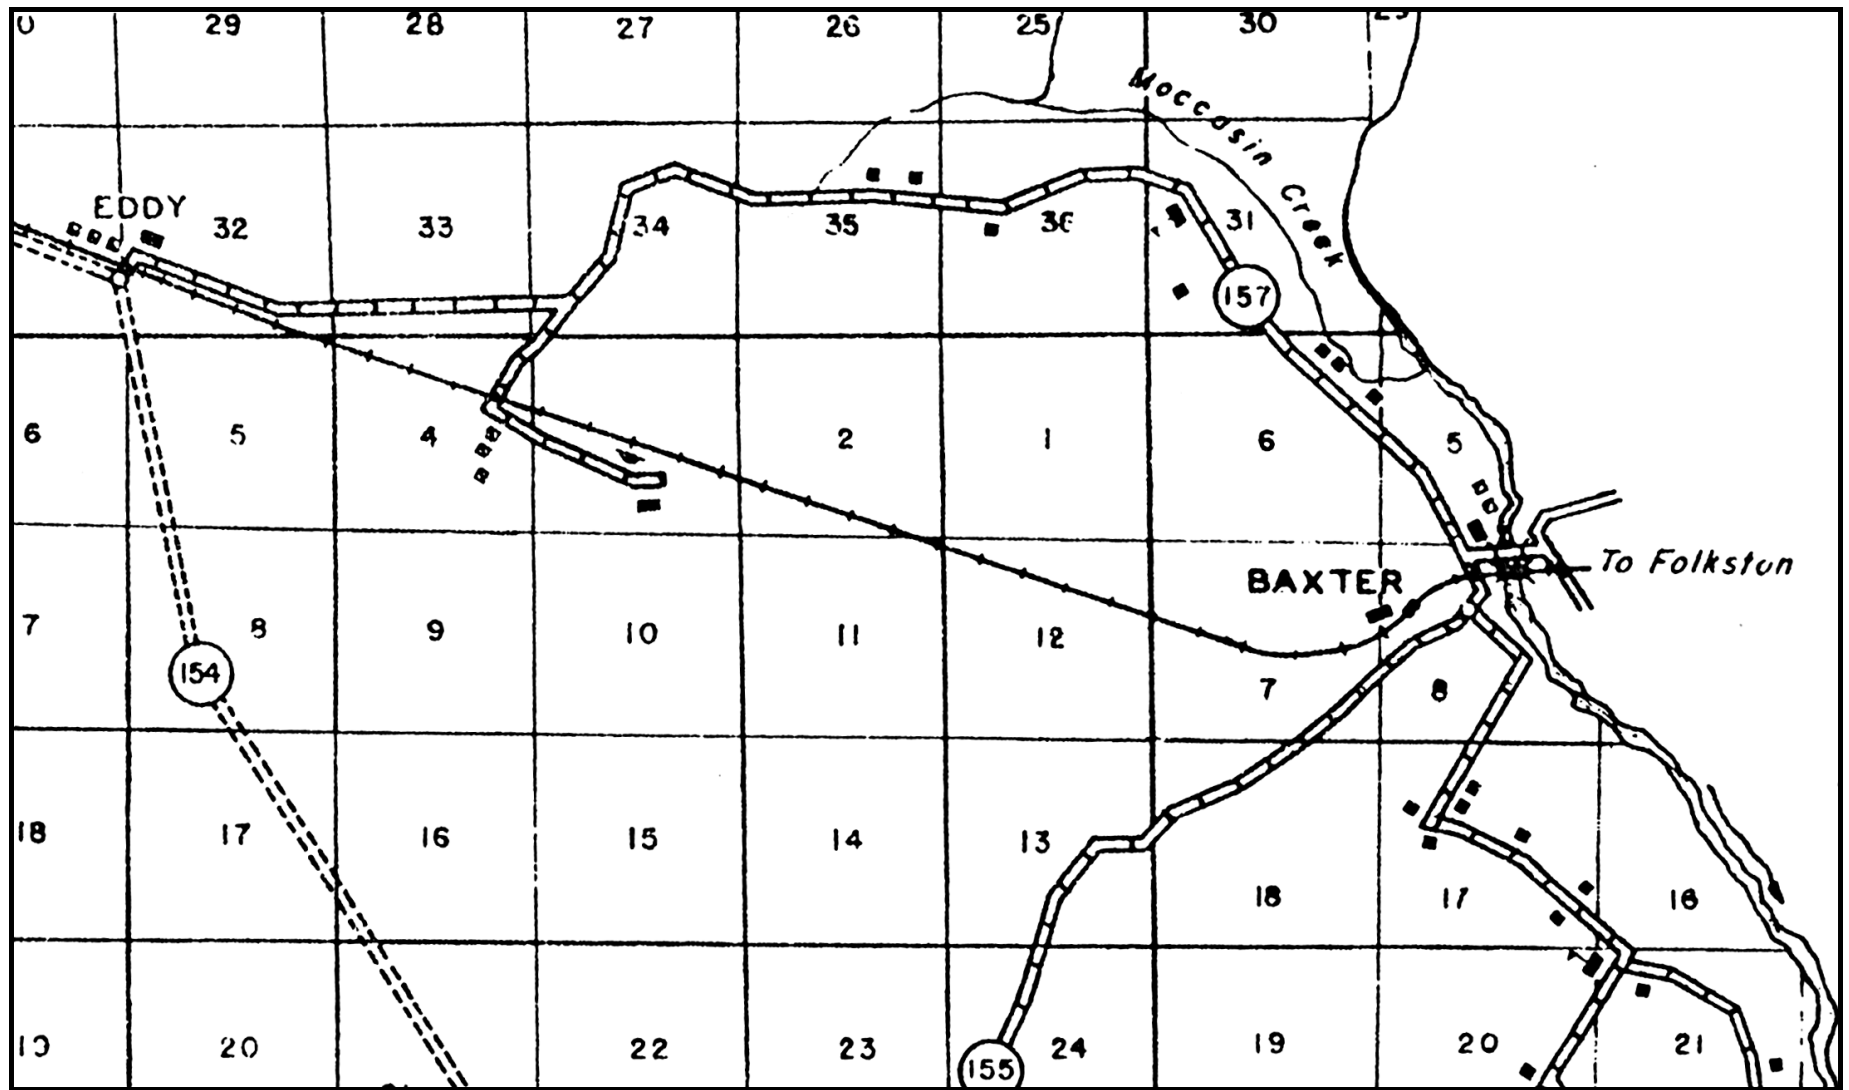 29 28 27 26 25 30
Moccasin Creek
EDDY
32 33 34 35 36 31
157
6 5 4 2 1 6 5
BAXTER
To Folkston
7 8 9 10 11 12
7 8
154
18 17 16 15 14 13
18 17 16
19 20 22 23 24 19 20 21
155